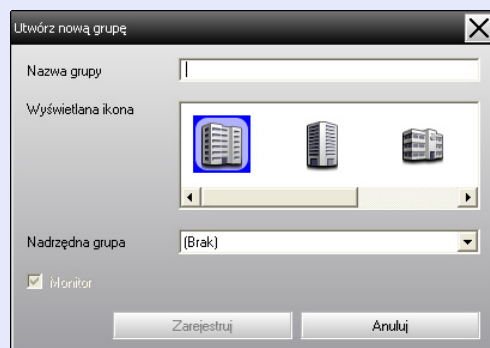 Utwórz nową grupę
Nazwa grupy
Wyświetlana ikona
Nadrzędna grupa
(Brak)
Monitor
Zarejestruj
Anuluj